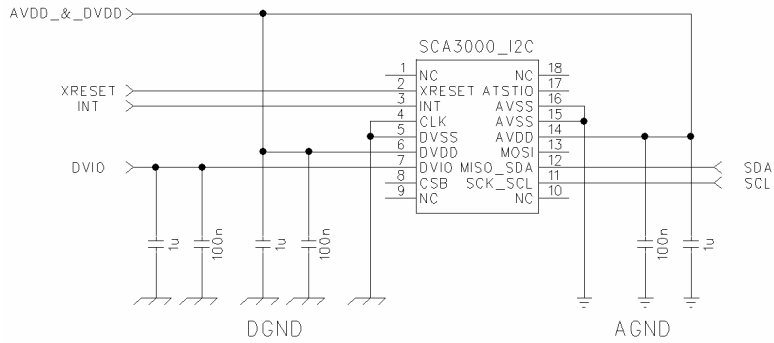 AVDD_&_DVDD
SCA3000_I2C
1 NC NC 18
XRESET 2 XRESET ATSTIO 17
INT 3 INT AVSS 16
4 CLK AVSS 15
5 DVSS AVDD 14
6 DVDD MOSI 13
DVIO 7 DVIO MISO_SDA 12 SDA
8 CSB SCK_SCL 11 SCL
9 NC NC 10
1u 100n 1u 100n 100n 1u
DGND AGND